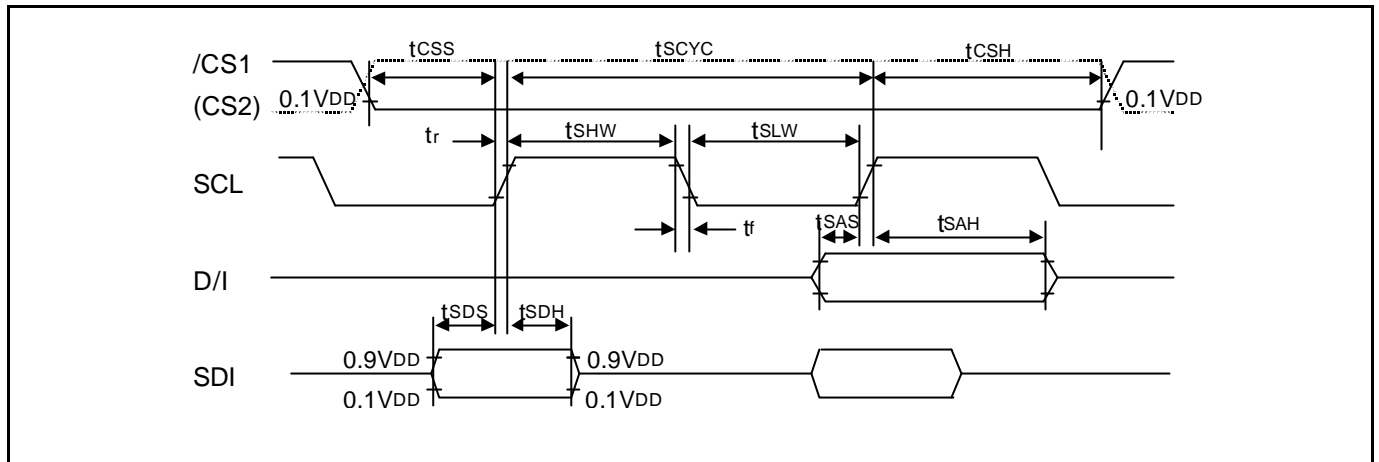 tCSS tSCYC tCSH
/CS1
(CS2) 0.1VDD 0.1VDD
tr tSHW tSLW
SCL
tf tSAS tSAH
D/I
tSDS tSDH
0.9VDD 0.9VDD
SDI
0.1VDD 0.1VDD